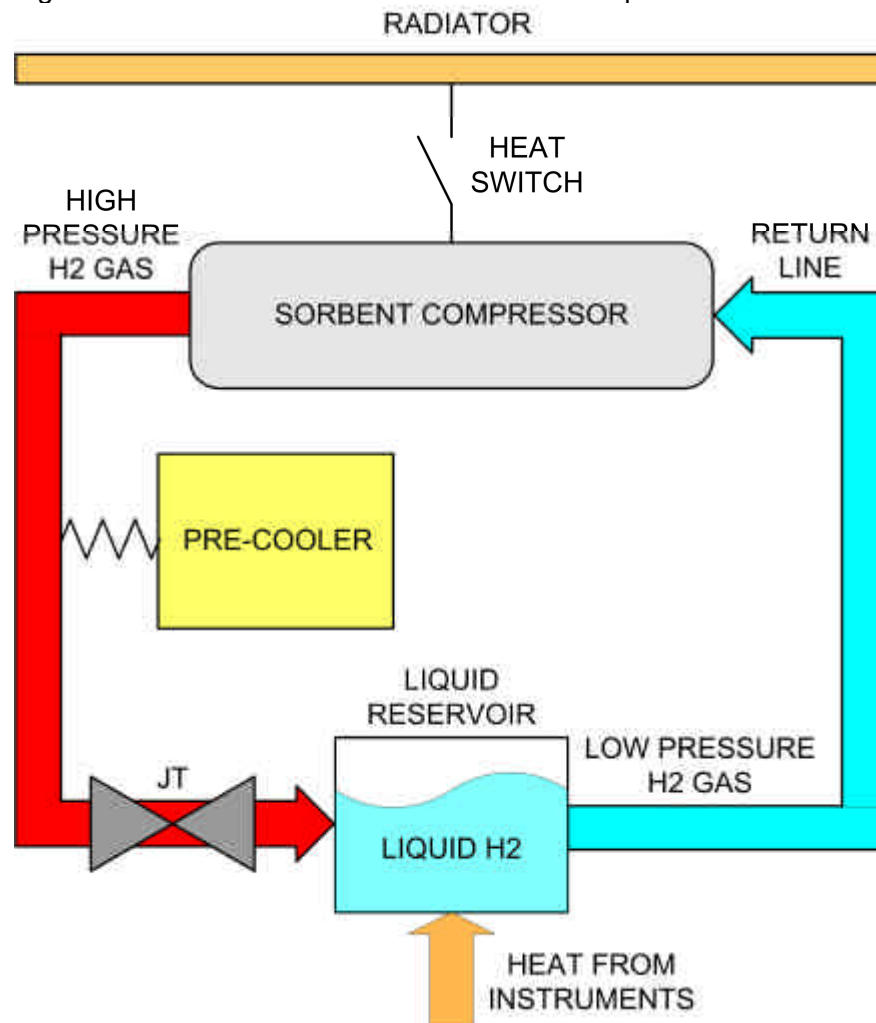 RADIATOR
HEAT
SWITCH
HIGH
PRESSURE
H2 GAS
RETURN
LINE
SORBENT COMPRESSOR
PRE-COOLER
LIQUID
RESERVOIR
LOW PRESSURE
H2 GAS
JT
LIQUID H2
HEAT FROM
INSTRUMENTS